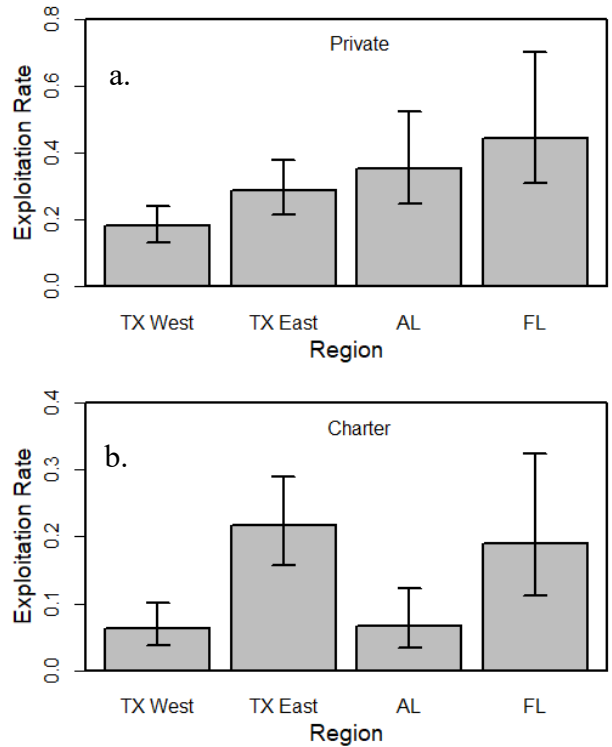 0.8
Private
a.
0.6
0.4
0.2
0.0
Exploitation Rate
TX West TX East AL FL
Region
0.4
Charter
b.
0.3
0.2
0.1
0.0
Exploitation Rate
TX West TX East AL FL
Region